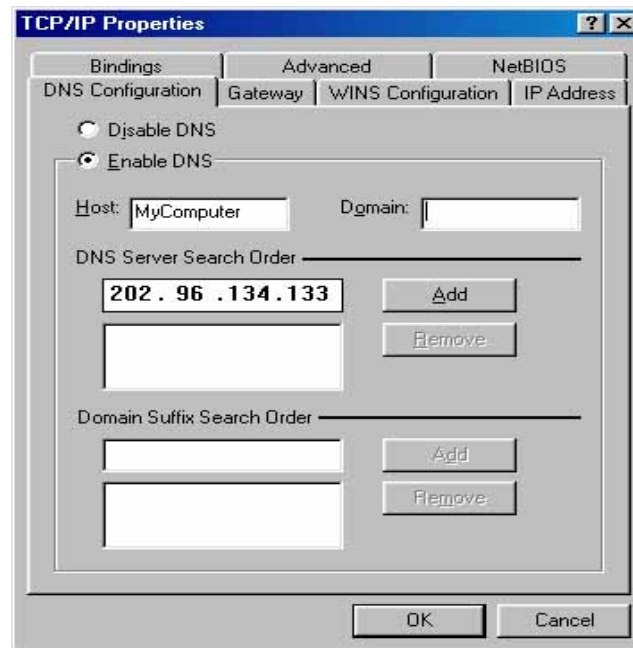 TCP/IP Properties
Bindings Advanced NetBIOS
DNS Configuration Gateway WINS Configuration IP Address
Disable DNS
Enable DNS
Host: MyComputer Domain:
DNS Server Search Order
202 . 96 .134.133 Add
Remove
Domain Suffix Search Order
Add
Remove
OK Cancel